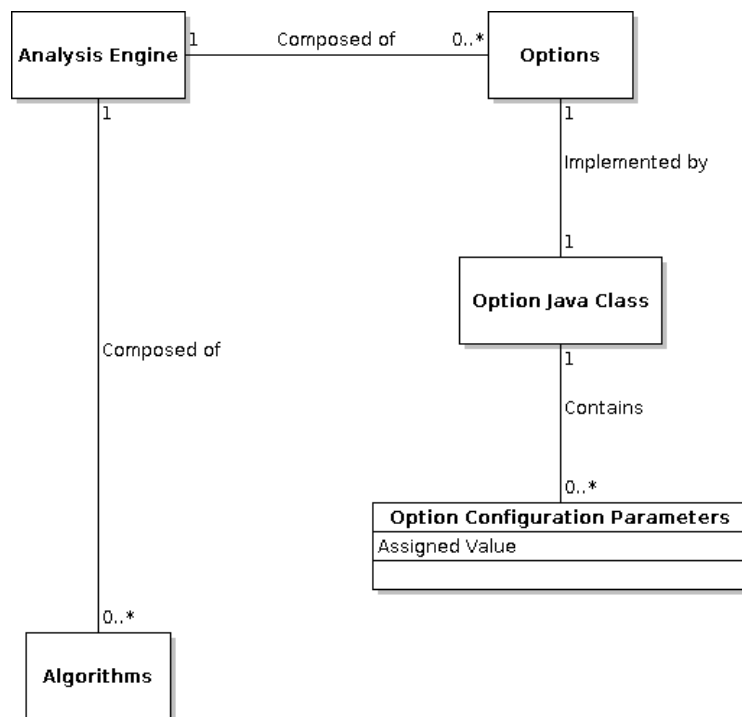 Analysis Engine
1
Composed of
0..*
Options
1
1
Implemented by
1
Option Java Class
1
Composed of
Contains
0..*
Option Configuration Parameters
Assigned Value
0..*
Algorithms